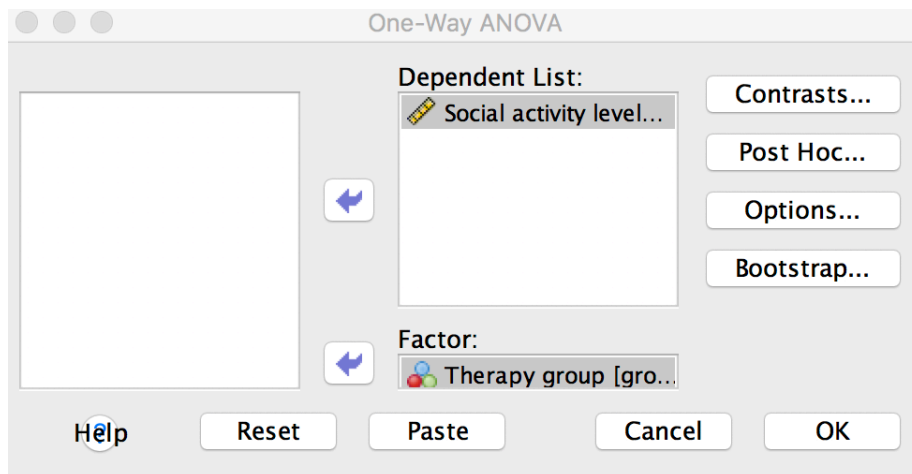 One-Way ANOVA
Dependent List:
Social activity level...
Contrasts...
Post Hoc...
Options...
Bootstrap...
Factor:
Therapy group [gro...
Help
Reset
Paste
Cancel
OK